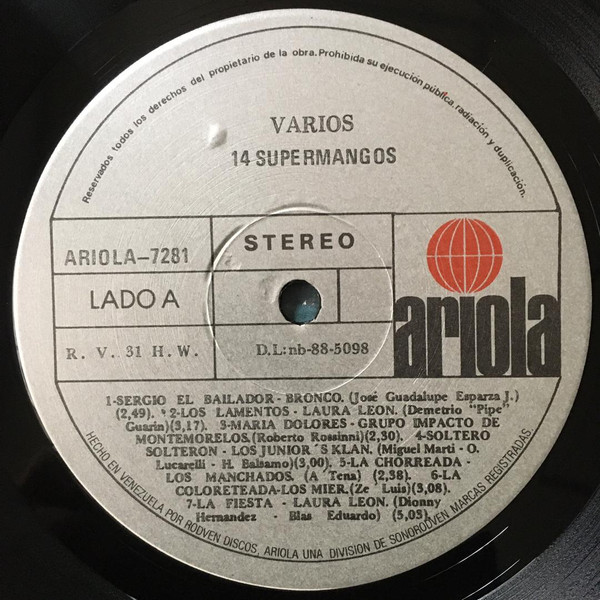 Reservados todos los derechos del propietario de la obra. Prohibida su ejecución pública, radiación y duplicación.
VARIOS
14 SUPERMANGOS
ARIOLA-7281
STEREO
LADO A
ariola
R. V. 31 H. W.
D.L:nb-88-5098
1-SERGIO EL BAILADOR - BRONCO. (José Guadalupe Esparza J.)
(2,49). 2-LOS LAMENTOS - LAURA LEON. (Demetrio "Pipe"
Guarin)(3,17). 3-MARIA DOLORES - GRUPO IMPACTO DE
MONTEMORELOS.(Roberto Rossinni)(2,30). 4-SOLTERO
SOLTERON - LOS JUNIOR´S KLAN. (Miguel Marti - O.
Lucarelli - H. Balsamo)(3,00). 5-LA CHORREADA -
LOS MANCHADOS. (A´Tena) (2,38). 6-LA
COLORETEADA-LOS MIER.(Ze´Luis)(3,08).
7-LA FIESTA - LAURA LEON. (Dionny
Hernandez - Blas Eduardo) (5,03).
HECHO EN VENEZUELA POR RODVEN DISCOS, ARIOLA UNA DIVISION DE SONORODVEN MARCAS REGISTRADAS.